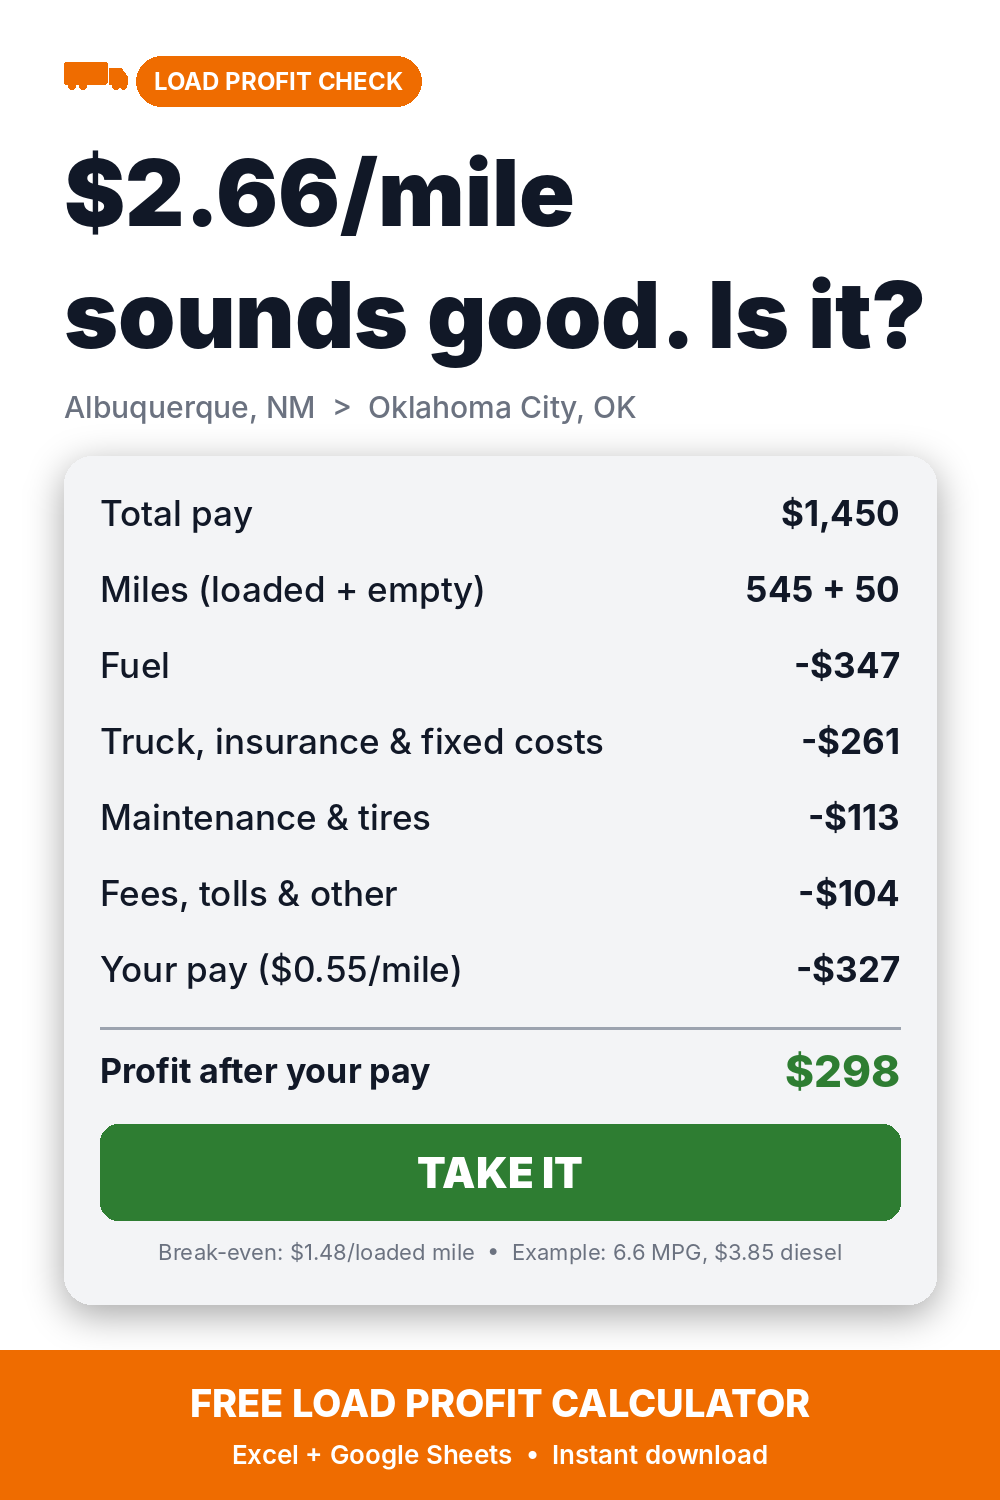 LOAD PROFIT CHECK
$2.66/mile
sounds good. Is it?
Albuquerque, NM > Oklahoma City, OK
Total pay $1,450
Miles (loaded + empty) 545 + 50
Fuel -$347
Truck, insurance & fixed costs -$261
Maintenance & tires -$113
Fees, tolls & other -$104
Your pay ($0.55/mile) -$327
Profit after your pay $298
TAKE IT
Break-even: $1.48/loaded mile • Example: 6.6 MPG, $3.85 diesel
FREE LOAD PROFIT CALCULATOR
Excel + Google Sheets • Instant download